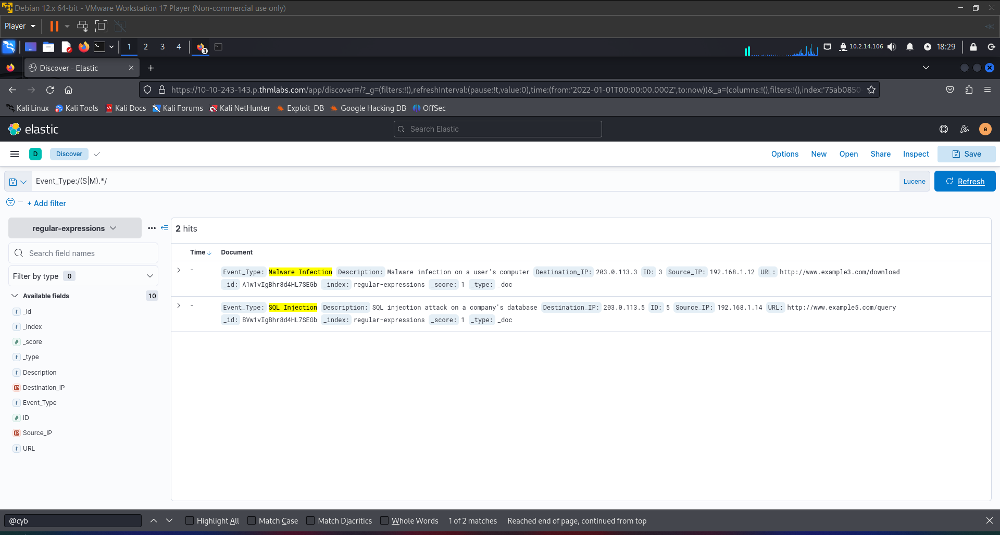 Debian 12.x 64-bit - VMware Workstation 17 Player (Non-commercial use only)
Player
1 2 3 4 3 10.2.14.106 18:29
Discover - Elastic
https://10-10-243-143.p.thmlabs.com/app/discover#/?_g=(filters:!(),refreshInterval:(pause:!t,value:0),time:(from:'2022-01-01T00:00:00.000Z',to:now))&_a=(columns:!(),filters:!(),index:'75ab0850-
Kali Linux Kali Tools Kali Docs Kali Forums Kali NetHunter Exploit-DB Google Hacking DB OffSec
elastic Search Elastic e
D Discover Options New Open Share Inspect Save
Event_Type:/(S|M).*/ Lucene Refresh
+ Add filter
regular-expressions
2 hits
Search field names
Time Document
Filter by type 0
Event_Type: Malware Infection Description: Malware infection on a user's computer Destination_IP: 203.0.113.3 ID: 3 Source_IP: 192.168.1.12 URL: http://www.example3.com/download
_id: A1w1vIgBhr8d4HL7SEGb _index: regular-expressions _score: 1 _type: _doc
Event_Type: SQL Injection Description: SQL injection attack on a company's database Destination_IP: 203.0.113.5 ID: 5 Source_IP: 192.168.1.14 URL: http://www.example5.com/query
_id: BVw1vIgBhr8d4HL7SEGb _index: regular-expressions _score: 1 _type: _doc
Available fields 10
t _id
t _index
# _score
t _type
t Description
IP Destination_IP
t Event_Type
# ID
IP Source_IP
t URL
@cyb Highlight All Match Case Match Diacritics Whole Words 1 of 2 matches Reached end of page, continued from top